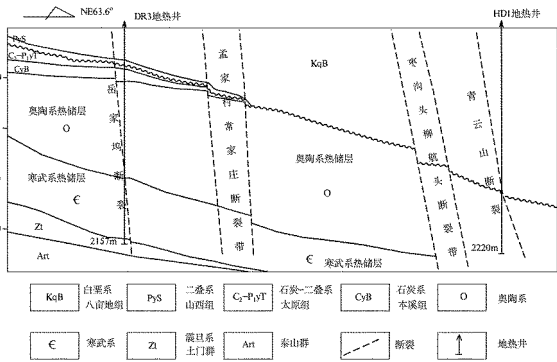 NE63.6°
DR3地热井
HD1地热井
PyS
C₂-P₁yT
CyB
KqB
岳家坞断裂
孟家村常家庄断裂带
枣沟头柳航头断裂带
青云山断裂
奥陶系热储层
O
奥陶系热储层
O
寒武系热储层
Є
Zt
Art
2157m
寒武系热储层
Є
2220m
KqB
白垩系
八亩地组
PyS
二叠系
山西组
C₂-P₁yT
石炭-二叠系
太原组
CyB
石炭系
本溪组
O
奥陶系
Є
寒武系
Zt
震旦系
土门群
Art
泰山群
断裂
地热井